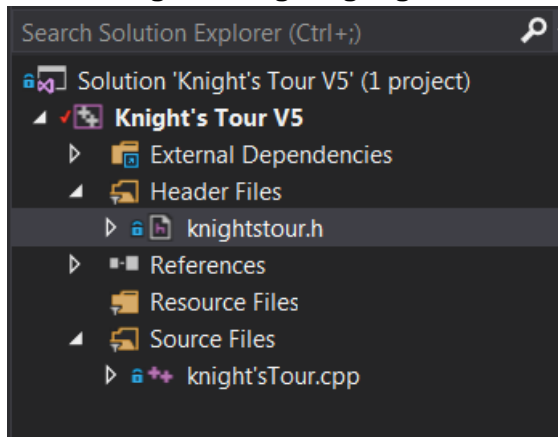 Search Solution Explorer (Ctrl+;)
Solution 'Knight's Tour V5' (1 project)
Knight's Tour V5
External Dependencies
Header Files
knightstour.h
References
Resource Files
Source Files
knight'sTour.cpp